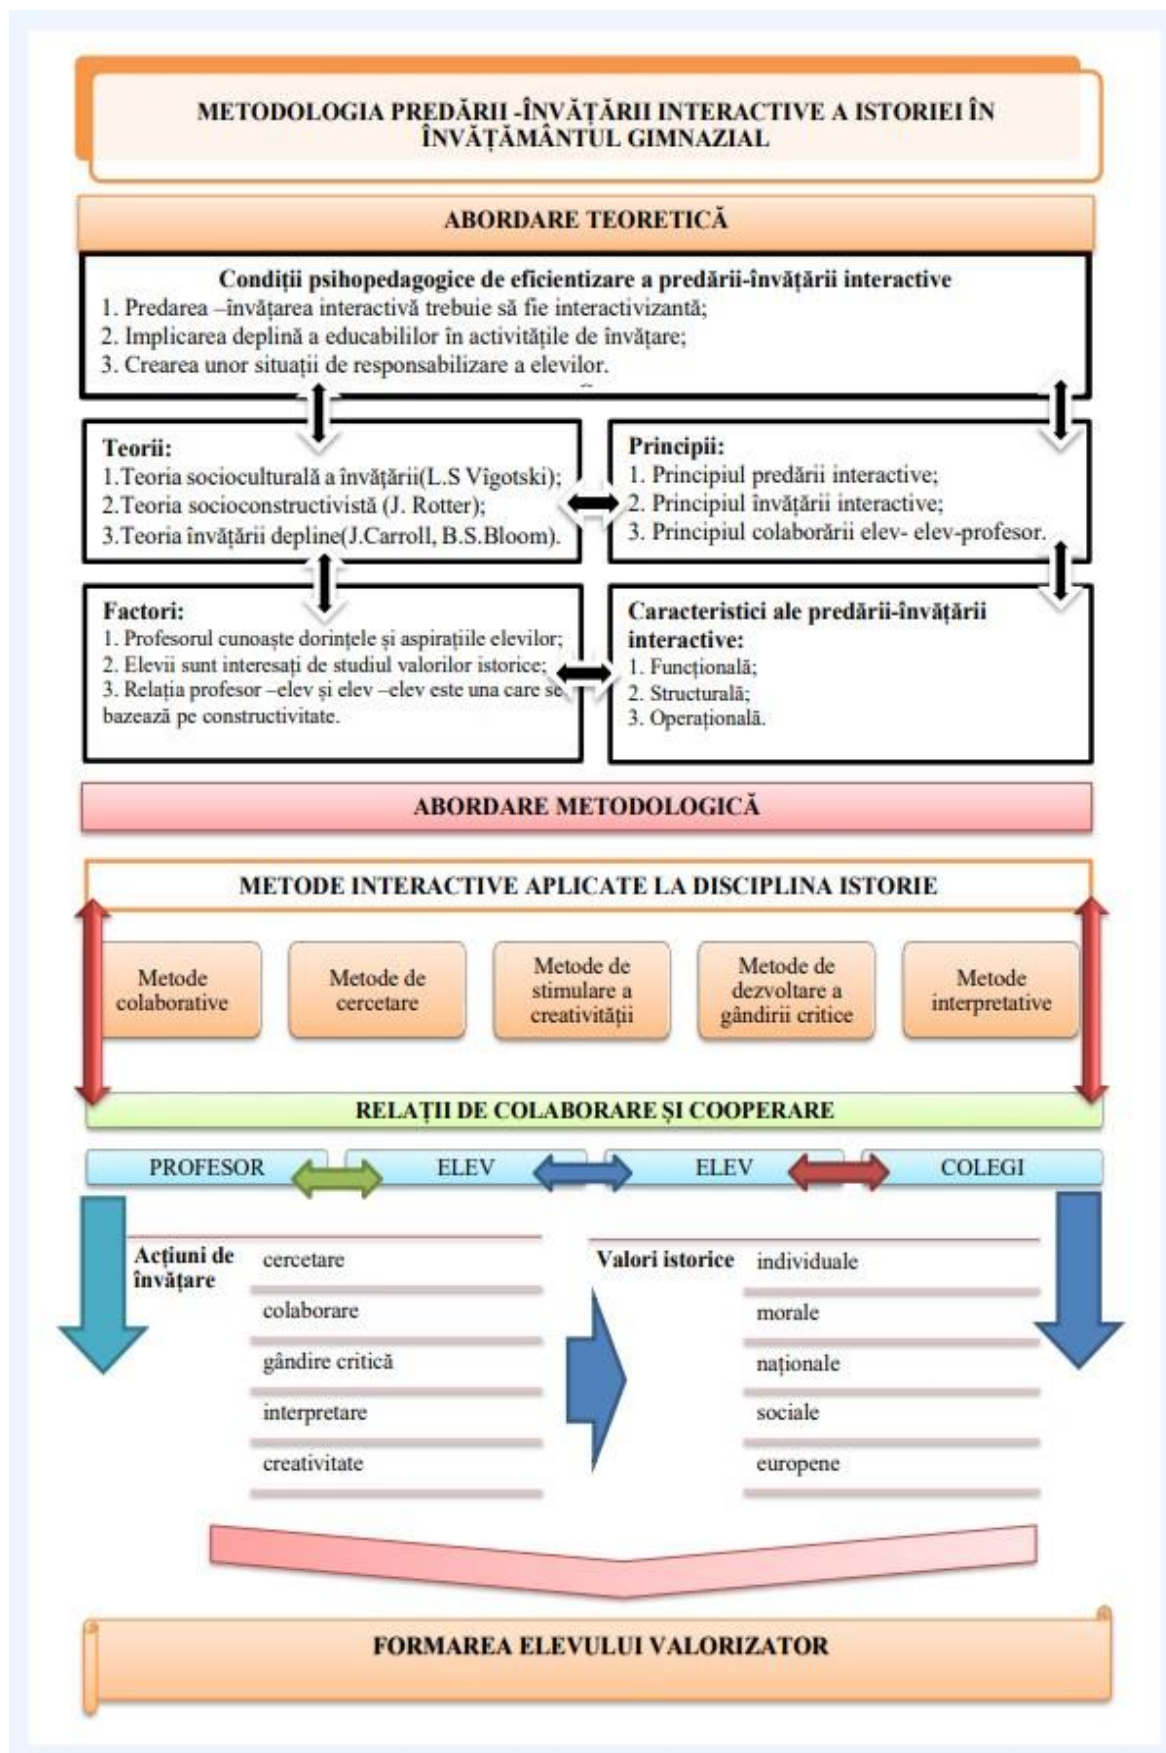 METODOLOGIA PREDĂRII -ÎNVĂȚĂRII INTERACTIVE A ISTORIEI ÎN
ÎNVĂȚĂMÂNTUL GIMNAZIAL
ABORDARE TEORETICĂ
Condiții psihopedagogice de eficientizare a predării-învățării interactive
1. Predarea –învățarea interactivă trebuie să fie interactivizantă;
2. Implicarea deplină a educabililor în activitățile de învățare;
3. Crearea unor situații de responsabilizare a elevilor.
Teorii:
1.Teoria socioculturală a învățării(L.S Vîgotski);
2.Teoria socioconstructivistă (J. Rotter);
3.Teoria învățării depline(J.Carroll, B.S.Bloom).
Principii:
1. Principiul predării interactive;
2. Principiul învățării interactive;
3. Principiul colaborării elev- elev-profesor.
Factori:
1. Profesorul cunoaște dorințele și aspirațiile elevilor;
2. Elevii sunt interesați de studiul valorilor istorice;
3. Relația profesor –elev și elev –elev este una care se
bazează pe constructivitate.
Caracteristici ale predării-învățării
interactive:
1. Funcțională;
2. Structurală;
3. Operațională.
ABORDARE METODOLOGICĂ
METODE INTERACTIVE APLICATE LA DISCIPLINA ISTORIE
Metode
colaborative
Metode de
cercetare
Metode de
stimulare a
creativității
Metode de
dezvoltare a
gândirii critice
Metode
interpretative
RELAȚII DE COLABORARE ȘI COOPERARE
PROFESOR
ELEV
ELEV
COLEGI
Acțiuni de
învățare
cercetare
colaborare
gândire critică
interpretare
creativitate
Valori istorice
individuale
morale
naționale
sociale
europene
FORMAREA ELEVULUI VALORIZATOR